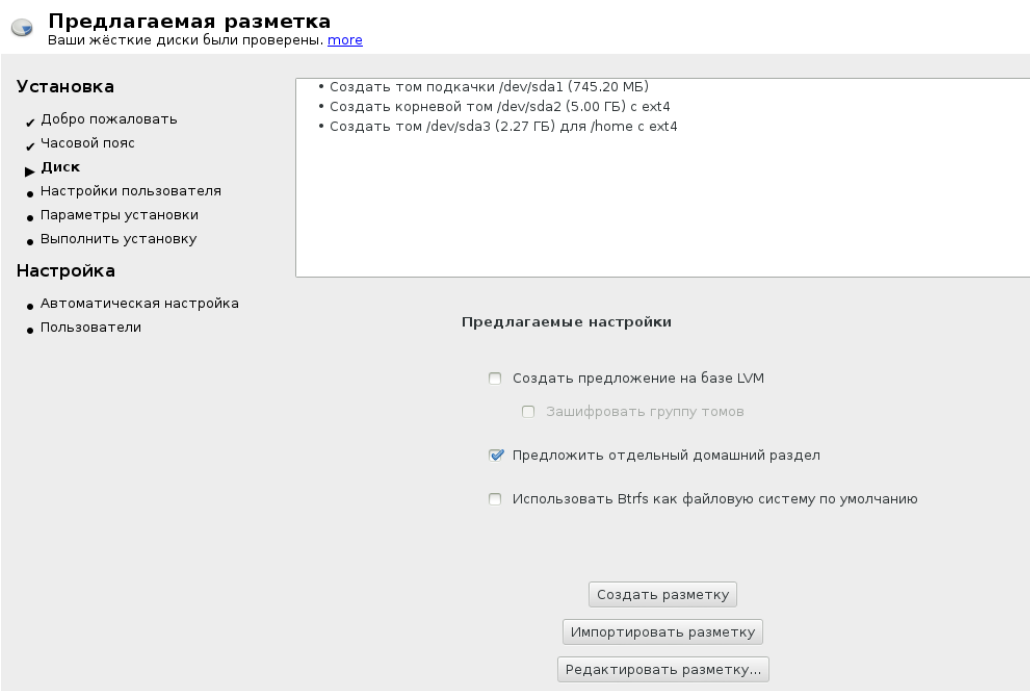 Предлагаемая разметка
Ваши жёсткие диски были проверены. more
Установка
Добро пожаловать
Часовой пояс
Диск
Настройки пользователя
Параметры установки
Выполнить установку
Настройка
Автоматическая настройка
Пользователи
• Создать том подкачки /dev/sda1 (745.20 МБ)
• Создать корневой том /dev/sda2 (5.00 ГБ) с ext4
• Создать том /dev/sda3 (2.27 ГБ) для /home с ext4
Предлагаемые настройки
Создать предложение на базе LVM
Зашифровать группу томов
Предложить отдельный домашний раздел
Использовать Btrfs как файловую систему по умолчанию
Создать разметку
Импортировать разметку
Редактировать разметку...